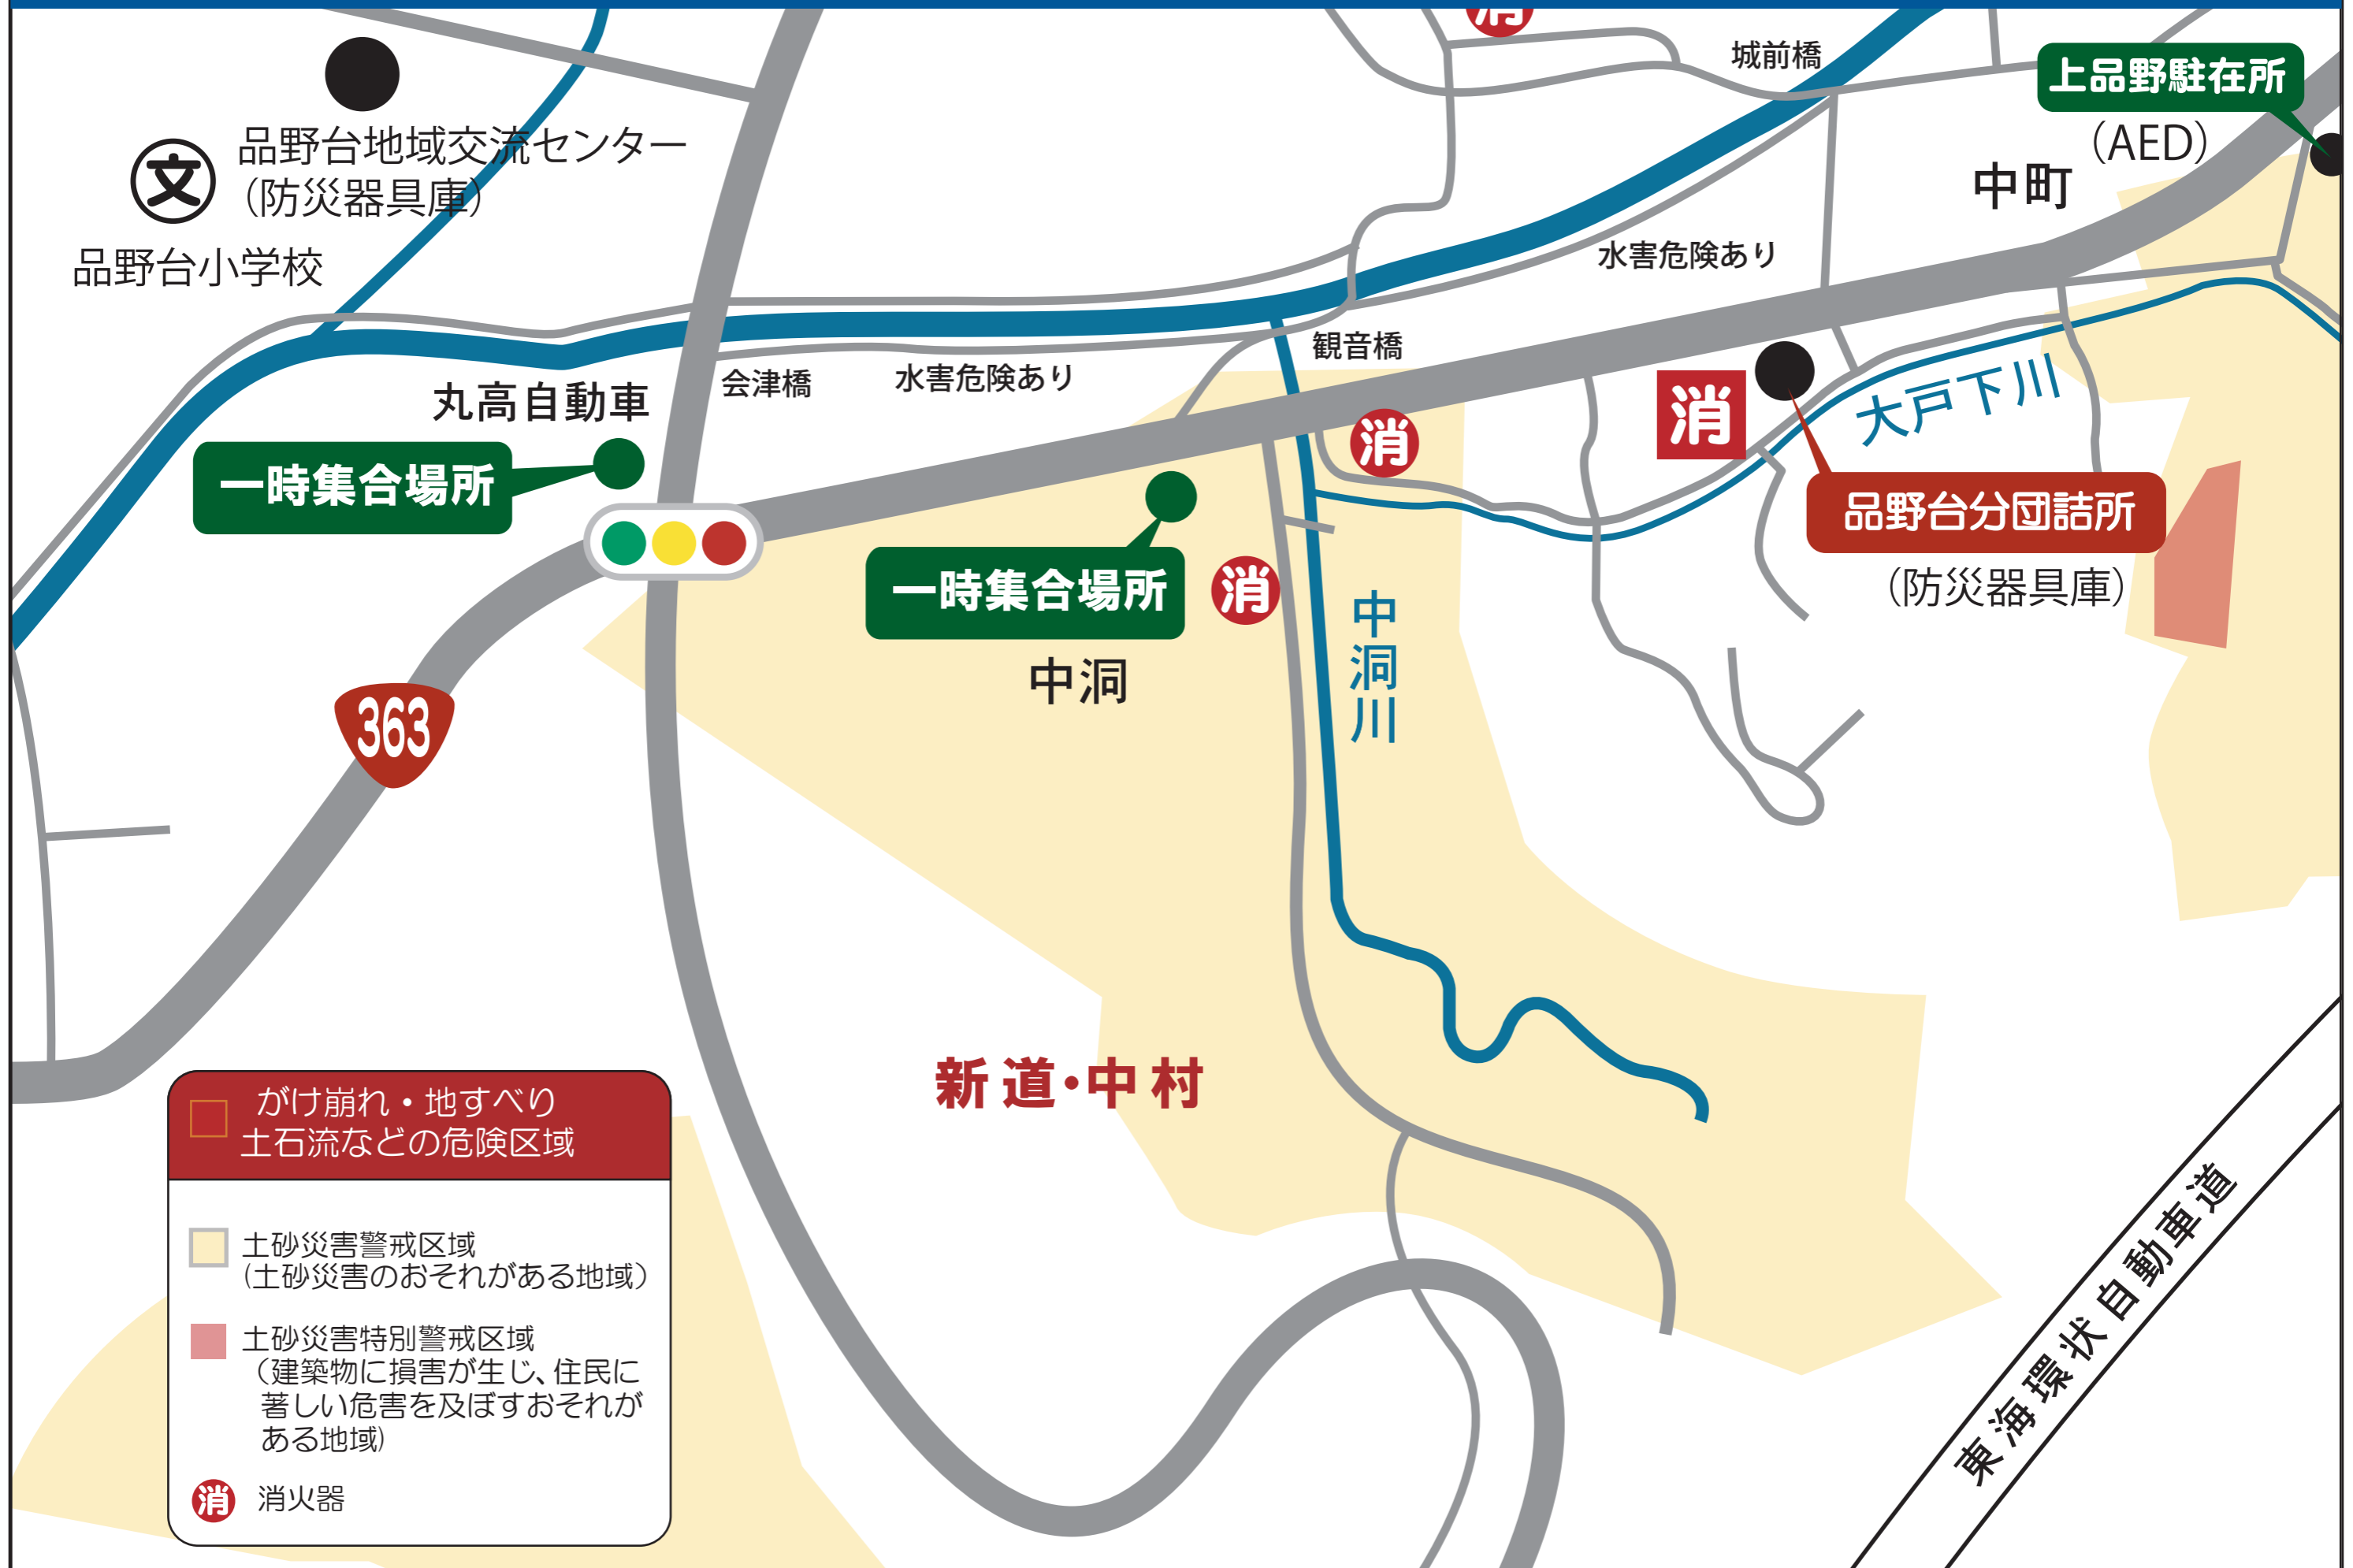 消
城前橋
上品野駐在所
（AED）
品野台地域交流センター
（防災器具庫）
文
品野台小学校
中町
水害危険あり
観音橋
会津橋
水害危険あり
丸高自動車
一時集合場所
消
消
大戸下川
品野台分団詰所
（防災器具庫）
一時集合場所
消
中洞
中洞川
363
新道・中村
東海環状自動車道
がけ崩れ・地すべり
土石流などの危険区域
土砂災害警戒区域
（土砂災害のおそれがある地域）
土砂災害特別警戒区域
（建築物に損害が生じ、住民に
著しい危害を及ぼすおそれが
ある地域）
消 消火器